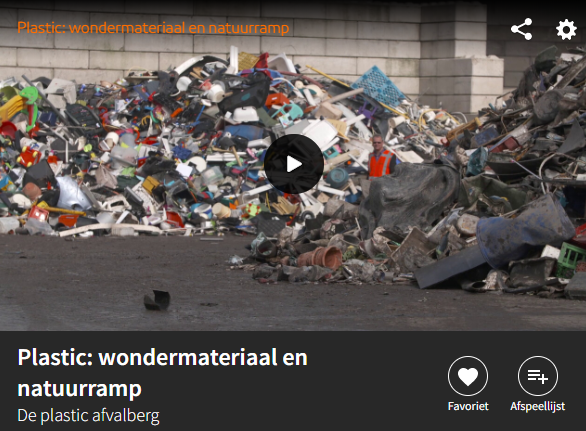 Plastic: wondermateriaal en natuurramp
Plastic: wondermateriaal en
natuurramp
De plastic afvalberg
Favoriet
Afspeellijst